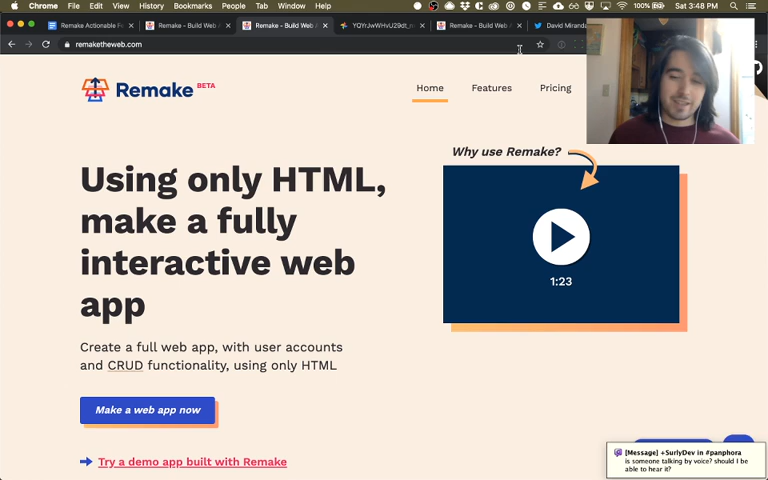 Chrome File Edit View History Bookmarks People Tab Window Help
100% Sat 3:48 PM
Remake Actionable F
Remake - Build Web A
Remake - Build Web A
YQYrJwWHvU29dt_r
Remake - Build Web A
David Miranda
remaketheweb.com
Remake BETA
Home Features Pricing
Why use Remake?
Using only HTML,
make a fully
interactive web
app
1:23
Create a full web app, with user accounts
and CRUD functionality, using only HTML
Make a web app now
Try a demo app built with Remake
[Message] +SurlyDev in #panphora
is someone talking by voice? should I be
able to hear it?